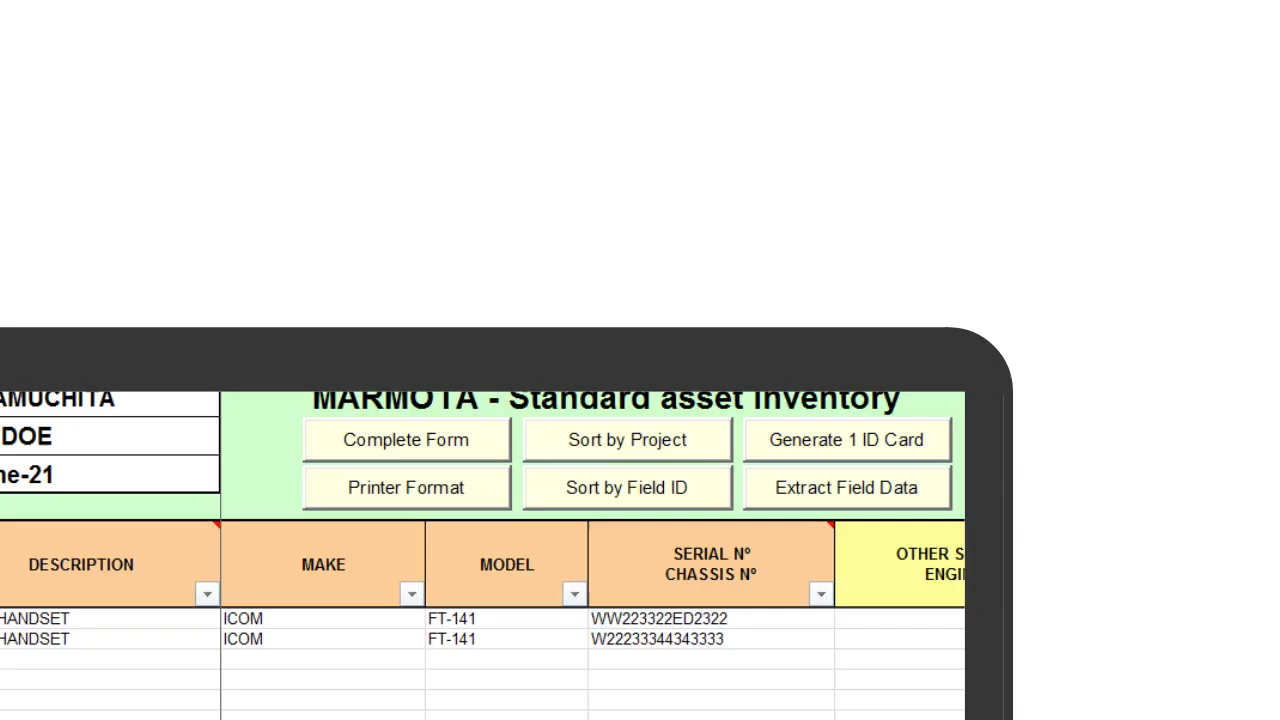 AMUCHITA
DOE
ne-21
MARMOTA - Standard asset inventory
Complete Form
Sort by Project
Generate 1 ID Card
Printer Format
Sort by Field ID
Extract Field Data
DESCRIPTION
MAKE
MODEL
SERIAL Nº
CHASSIS Nº
OTHER S
ENGI
HANDSET ICOM FT-141 WW223322ED2322
HANDSET ICOM FT-141 W22233344343333